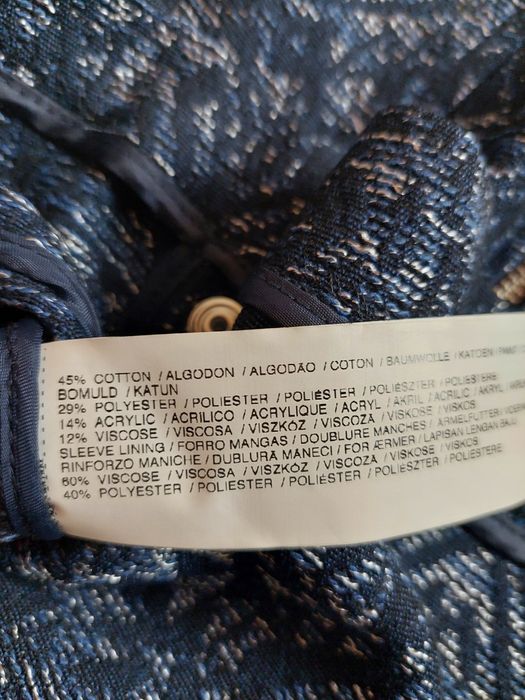 45% COTTON / ALGODON / ALGODÃO / COTON / BAUMWOLLE / KATOEN /
BOMULD / KATUN
29% POLYESTER / POLIESTER / POLIÉSTER / POLIÉSZTER / POLIESTERE
14% ACRYLIC / ACRILICO / ACRYLIQUE / ACRYL / AKRIL / ACRILIC / AKRYL /
12% VISCOSE / VISCOSA / VISZKÓZ / VISCOZA / VISKOSE / VISKOS
SLEEVE LINING / FORRO MANGAS / DOUBLURE MANCHES / ÄRMELFUTTER /
RINFORZO MANICHE / DUBLURĂ MANECI / FOR ÆRMER / LAPISAN LENGAN BAJU
60% VISCOSE / VISCOSA / VISZKÓZ / VISCOZA / VISKOSE / VISKOS
40% POLYESTER / POLIESTER / POLIÉSTER / POLIÉSZTER / POLIESTERE